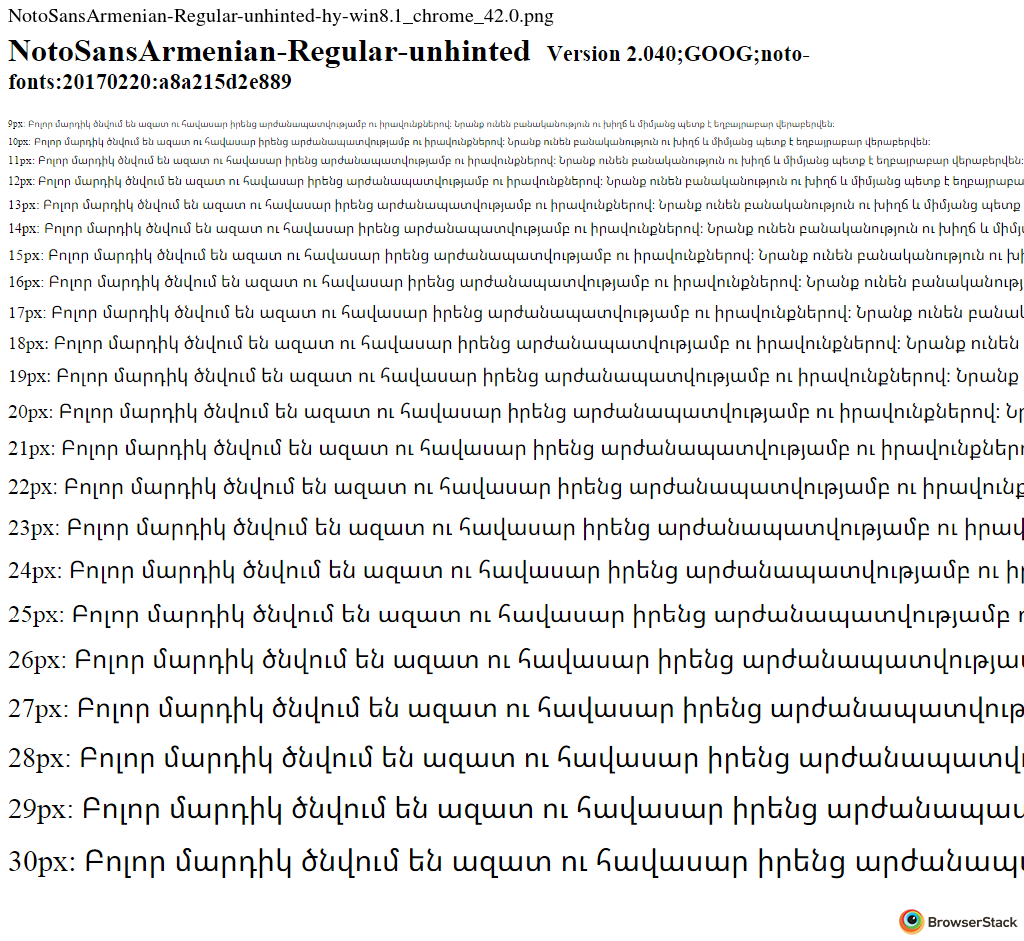 NotoSansArmenian-Regular-unhinted-hy-win8.1_chrome_42.0.png
NotoSansArmenian-Regular-unhinted Version 2.040;GOOG;noto-
fonts:20170220:a8a215d2e889
9px: Բոլոր մարդիկ ծնվում են ազատ ու հավասար իրենց արժանապատվությամբ ու իրավունքներով։ Նրանք ունեն բանականություն ու խիղճ և միմյանց պետք է եղբայրաբար վերաբերվեն։
10px: Բոլոր մարդիկ ծնվում են ազատ ու հավասար իրենց արժանապատվությամբ ու իրավունքներով։ Նրանք ունեն բանականություն ու խիղճ և միմյանց պետք է եղբայրաբար վերաբերվեն։
11px: Բոլոր մարդիկ ծնվում են ազատ ու հավասար իրենց արժանապատվությամբ ու իրավունքներով։ Նրանք ունեն բանականություն ու խիղճ և միմյանց պետք է եղբայրաբար վերաբերվեն։
12px: Բոլոր մարդիկ ծնվում են ազատ ու հավասար իրենց արժանապատվությամբ ու իրավունքներով։ Նրանք ունեն բանականություն ու խիղճ և միմյանց պետք է եղբայրաբա
13px: Բոլոր մարդիկ ծնվում են ազատ ու հավասար իրենց արժանապատվությամբ ու իրավունքներով։ Նրանք ունեն բանականություն ու խիղճ և միմյանց պետք
14px: Բոլոր մարդիկ ծնվում են ազատ ու հավասար իրենց արժանապատվությամբ ու իրավունքներով։ Նրանք ունեն բանականություն ու խիղճ և միմյ
15px: Բոլոր մարդիկ ծնվում են ազատ ու հավասար իրենց արժանապատվությամբ ու իրավունքներով։ Նրանք ունեն բանականություն ու խի
16px: Բոլոր մարդիկ ծնվում են ազատ ու հավասար իրենց արժանապատվությամբ ու իրավունքներով։ Նրանք ունեն բանականությ
17px: Բոլոր մարդիկ ծնվում են ազատ ու հավասար իրենց արժանապատվությամբ ու իրավունքներով։ Նրանք ունեն բանակ
18px: Բոլոր մարդիկ ծնվում են ազատ ու հավասար իրենց արժանապատվությամբ ու իրավունքներով։ Նրանք ունեն
19px: Բոլոր մարդիկ ծնվում են ազատ ու հավասար իրենց արժանապատվությամբ ու իրավունքներով։ Նրանք
20px: Բոլոր մարդիկ ծնվում են ազատ ու հավասար իրենց արժանապատվությամբ ու իրավունքներով։ Նր
21px: Բոլոր մարդիկ ծնվում են ազատ ու հավասար իրենց արժանապատվությամբ ու իրավունքներո
22px: Բոլոր մարդիկ ծնվում են ազատ ու հավասար իրենց արժանապատվությամբ ու իրավունք
23px: Բոլոր մարդիկ ծնվում են ազատ ու հավասար իրենց արժանապատվությամբ ու իրավ
24px: Բոլոր մարդիկ ծնվում են ազատ ու հավասար իրենց արժանապատվությամբ ու իր
25px: Բոլոր մարդիկ ծնվում են ազատ ու հավասար իրենց արժանապատվությամբ
26px: Բոլոր մարդիկ ծնվում են ազատ ու հավասար իրենց արժանապատվությա
27px: Բոլոր մարդիկ ծնվում են ազատ ու հավասար իրենց արժանապատվութ
28px: Բոլոր մարդիկ ծնվում են ազատ ու հավասար իրենց արժանապատվ
29px: Բոլոր մարդիկ ծնվում են ազատ ու հավասար իրենց արժանապատ
30px: Բոլոր մարդիկ ծնվում են ազատ ու հավասար իրենց արժանապ
BrowserStack